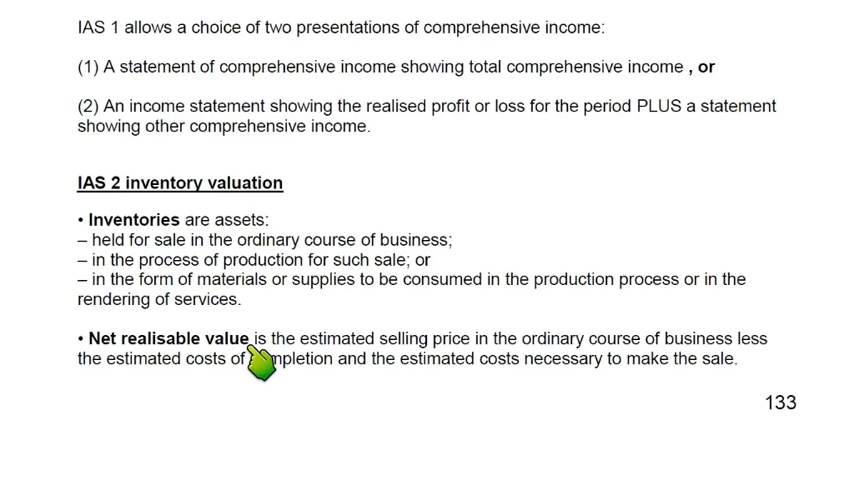 IAS 1 allows a choice of two presentations of comprehensive income:
(1) A statement of comprehensive income showing total comprehensive income , or
(2) An income statement showing the realised profit or loss for the period PLUS a statement
showing other comprehensive income.
IAS 2 inventory valuation
• Inventories are assets:
– held for sale in the ordinary course of business;
– in the process of production for such sale; or
– in the form of materials or supplies to be consumed in the production process or in the
rendering of services.
• Net realisable value is the estimated selling price in the ordinary course of business less
the estimated costs of completion and the estimated costs necessary to make the sale.
133